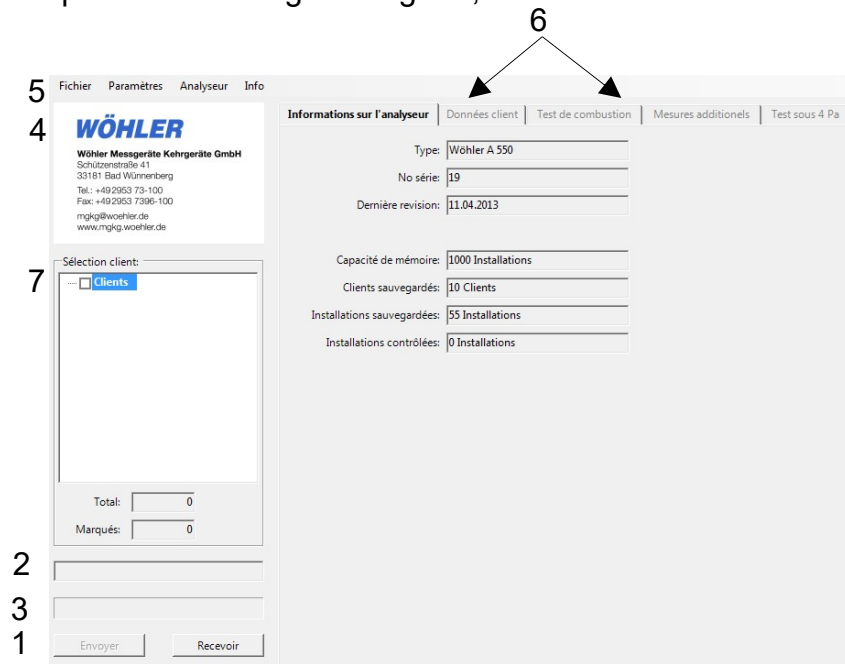 6
5 Fichier Paramètres Analyseur Info
4 WÖHLER
Wöhler Messgeräte Kehrgeräte GmbH
Schützenstraße 41
33181 Bad Wünnenberg
Tel.: +49 2953 73-100
Fax: +49 2953 7396-100
mgkg@woehler.de
www.mgkg.woehler.de
7 Sélection client:
Clients
Total: 0
Marqués: 0
2
3
1 Envoyer Recevoir
Informations sur l'analyseur Données client Test de combustion Mesures additionels Test sous 4 Pa
Type: Wöhler A 550
No série: 19
Dernière revision: 11.04.2013
Capacité de mémoire: 1000 Installations
Clients sauvegardés: 10 Clients
Installations sauvegardées: 55 Installations
Installations contrôlées: 0 Installations